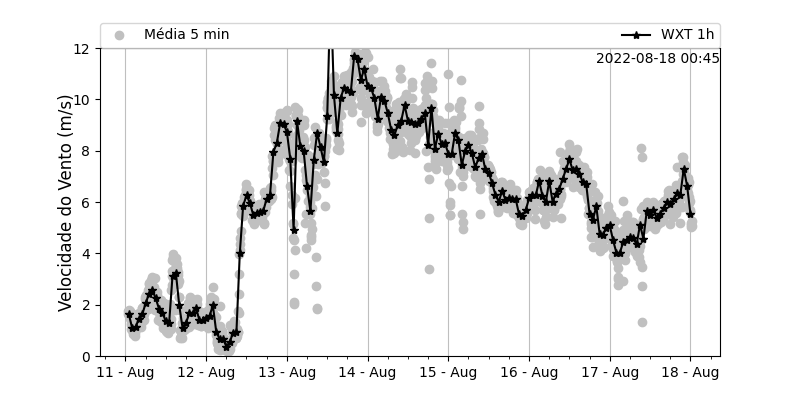 Média 5 min
WXT 1h
2022-08-18 00:45
Velocidade do Vento (m/s)
12
10
8
6
4
2
0
11 - Aug
12 - Aug
13 - Aug
14 - Aug
15 - Aug
16 - Aug
17 - Aug
18 - Aug